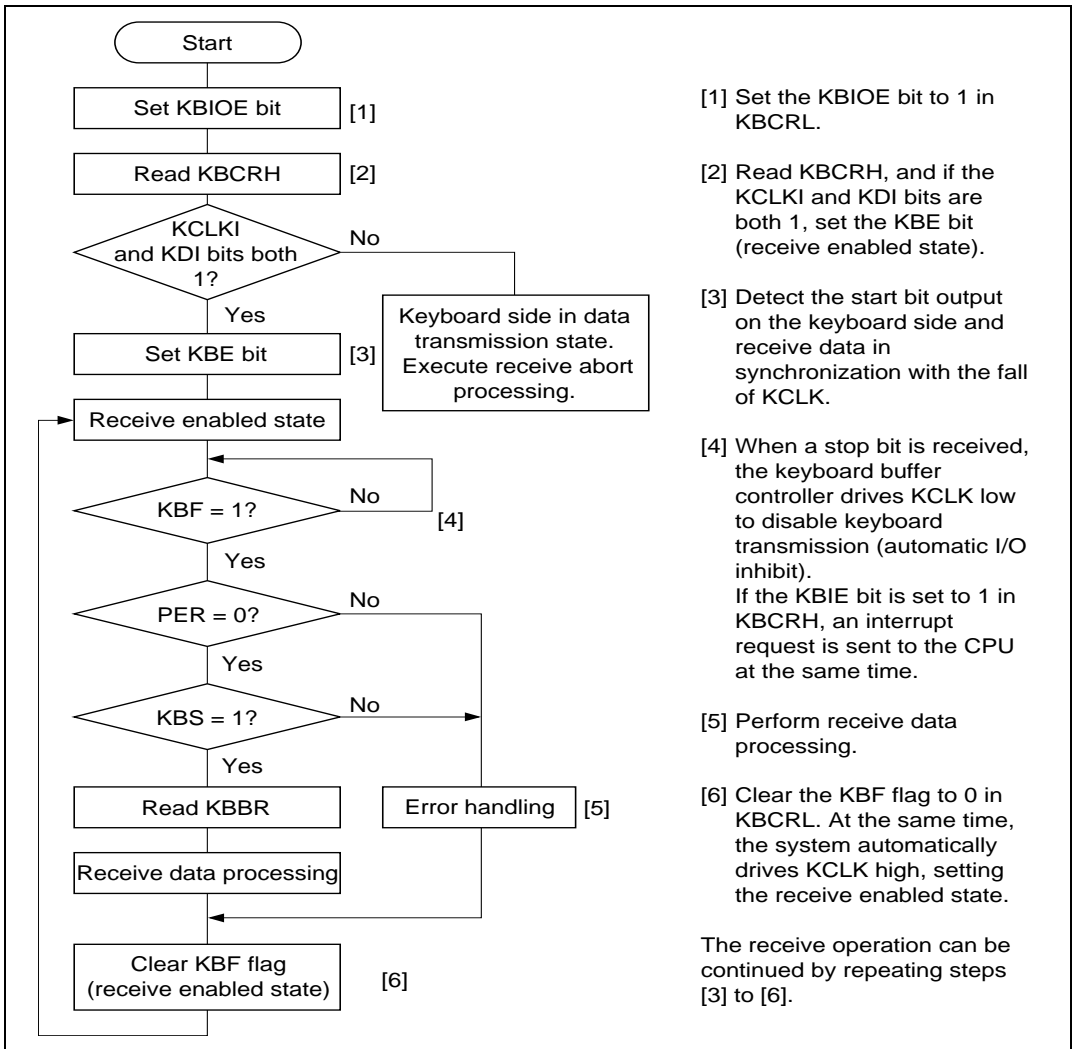 Start
Set KBIOE bit
[1]
Read KBCRH
[2]
KCLKI
and KDI bits both
1?
No
Yes
Keyboard side in data
transmission state.
Execute receive abort
processing.
Set KBE bit
[3]
Receive enabled state
KBF = 1?
No
[4]
Yes
PER = 0?
No
Yes
KBS = 1?
No
Yes
Read KBBR
Error handling
[5]
Receive data processing
Clear KBF flag
(receive enabled state)
[6]
[1] Set the KBIOE bit to 1 in
KBCRL.
[2] Read KBCRH, and if the
KCLKI and KDI bits are
both 1, set the KBE bit
(receive enabled state).
[3] Detect the start bit output
on the keyboard side and
receive data in
synchronization with the fall
of KCLK.
[4] When a stop bit is received,
the keyboard buffer
controller drives KCLK low
to disable keyboard
transmission (automatic I/O
inhibit).
If the KBIE bit is set to 1 in
KBCRH, an interrupt
request is sent to the CPU
at the same time.
[5] Perform receive data
processing.
[6] Clear the KBF flag to 0 in
KBCRL. At the same time,
the system automatically
drives KCLK high, setting
the receive enabled state.
The receive operation can be
continued by repeating steps
[3] to [6].